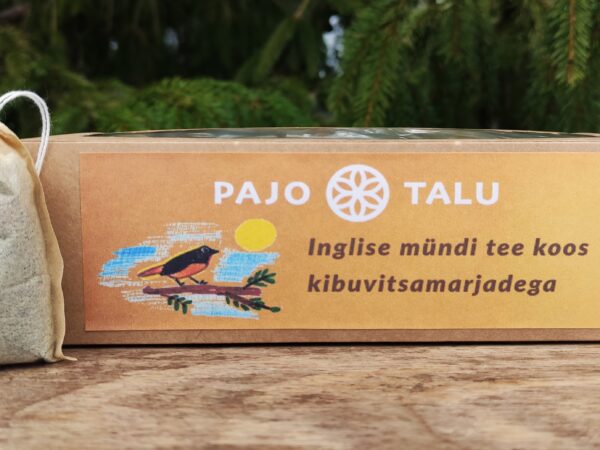 PAJO TALU
Inglise mündi tee koos
kibuvitsamarjadega